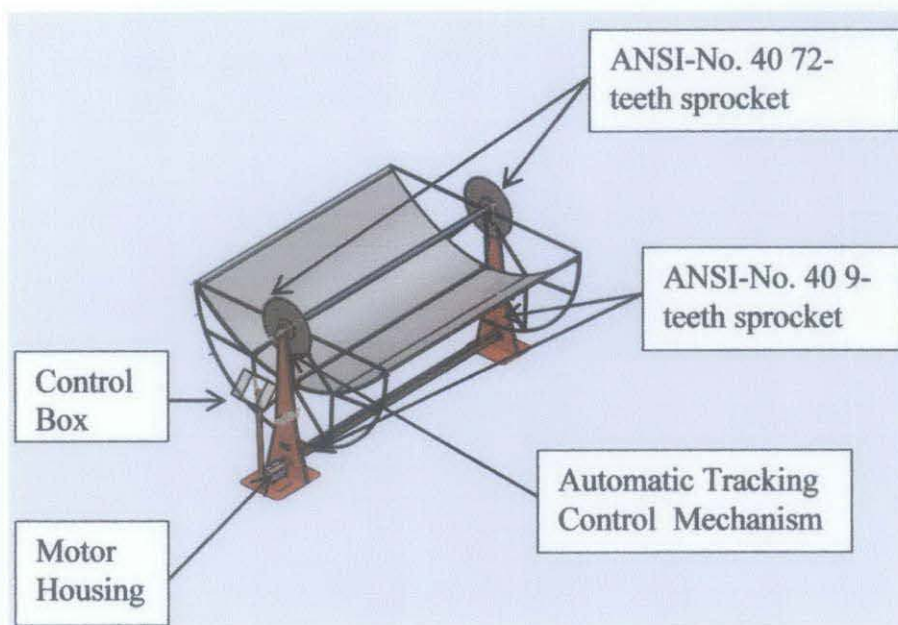 ANSI-No. 40 72-
teeth sprocket
ANSI-No. 40 9-
teeth sprocket
Control
Box
Automatic Tracking
Control Mechanism
Motor
Housing